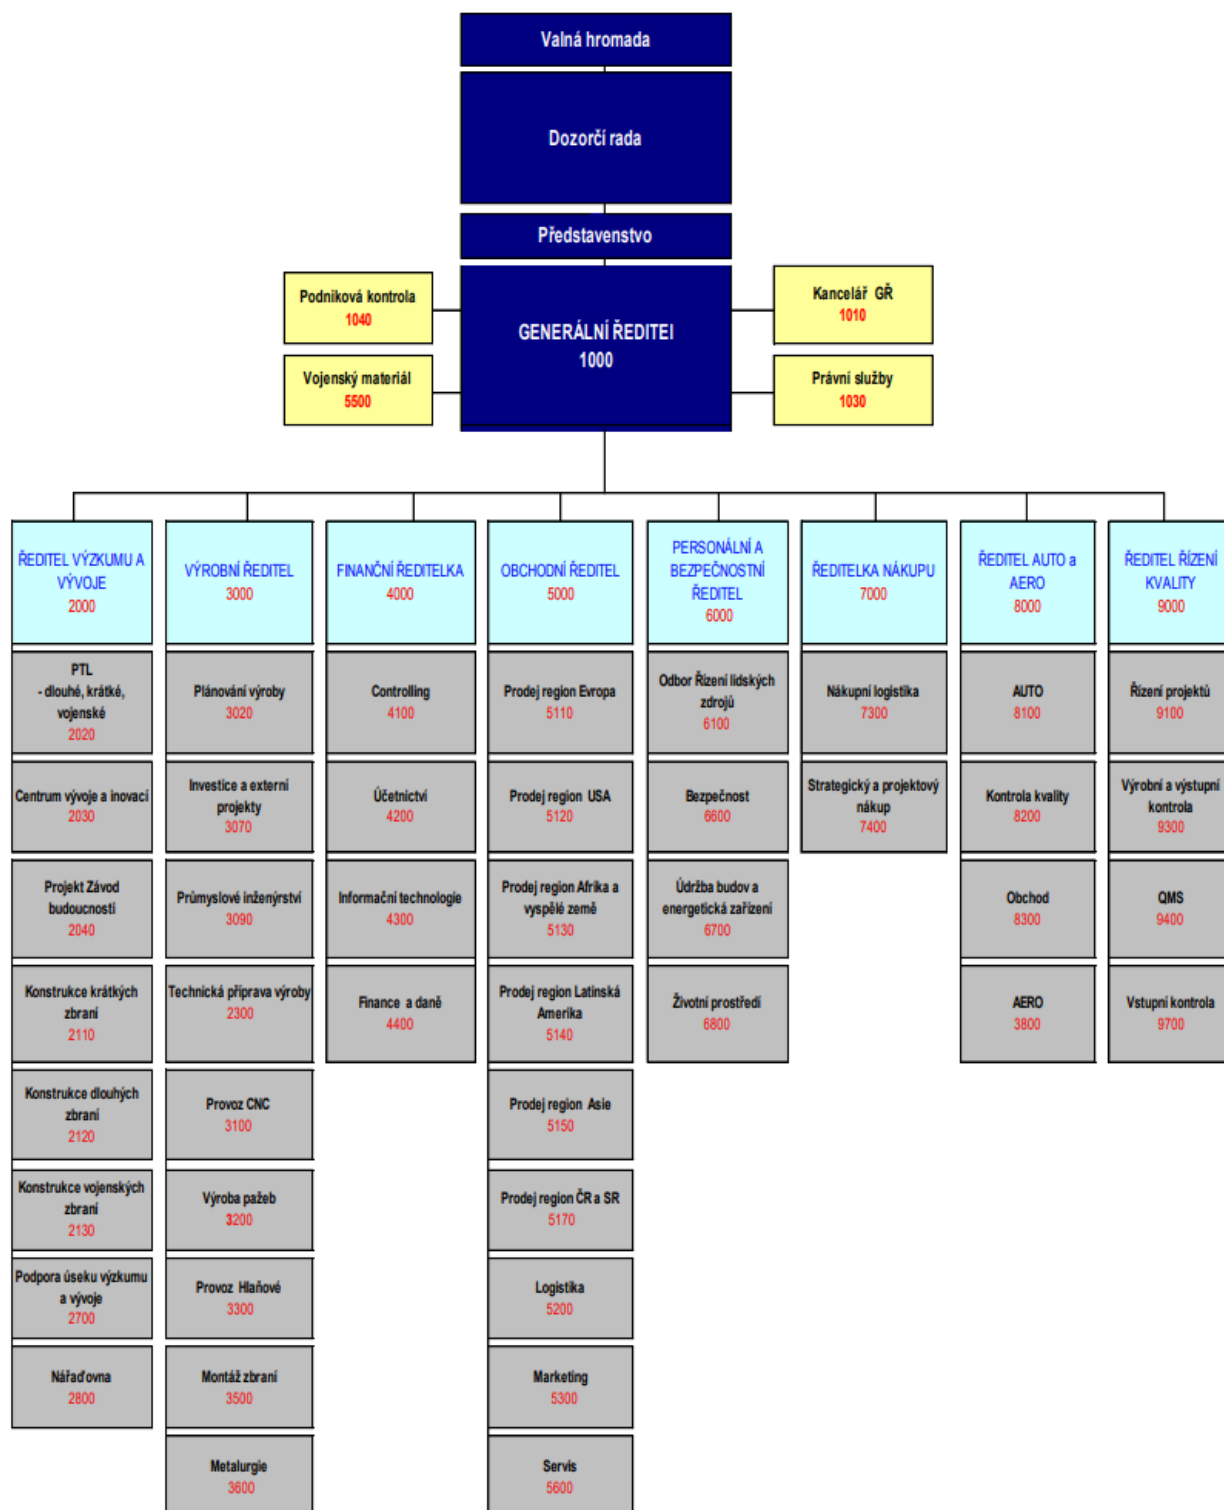 Valná hromada
Dozorčí rada
Představenstvo
GENERÁLNÍ ŘEDITEl
1000
Podniková kontrola
1040
Vojenský materiál
5500
Kancelář GŘ
1010
Právní služby
1030
ŘEDITEL VÝZKUMU A
VÝVOJE
2000
PTL
- dlouhé, krátké,
vojenské
2020
Centrum vývoje a inovací
2030
Projekt Závod
budoucnosti
2040
Konstrukce krátkých
zbraní
2110
Konstrukce dlouhých
zbraní
2120
Konstrukce vojenských
zbraní
2130
Podpora úseku výzkumu
a vývoje
2700
Nářaďovna
2800
VÝROBNÍ ŘEDITEL
3000
Plánování výroby
3020
Investice a externí
projekty
3070
Průmyslové inženýrství
3090
Technická příprava výroby
2300
Provoz CNC
3100
Výroba pažeb
3200
Provoz Hlaňové
3300
Montáž zbraní
3500
Metalurgie
3600
FINANČNÍ ŘEDITELKA
4000
Controlling
4100
Účetnictví
4200
Informační technologie
4300
Finance a daně
4400
OBCHODNÍ ŘEDITEL
5000
Prodej region Evropa
5110
Prodej region USA
5120
Prodej region Afrika a
vyspělé země
5130
Prodej region Latinská
Amerika
5140
Prodej region Asie
5150
Prodej region ČR a SR
5170
Logistika
5200
Marketing
5300
Servis
5600
PERSONÁLNÍ A
BEZPEČNOSTNÍ
ŘEDITEL
6000
Odbor Řízení lidských
zdrojů
6100
Bezpečnost
6600
Údržba budov a
energetická zařízení
6700
Životní prostředí
6800
ŘEDITELKA NÁKUPU
7000
Nákupní logistika
7300
Strategický a projektový
nákup
7400
ŘEDITEL AUTO a
AERO
8000
AUTO
8100
Kontrola kvality
8200
Obchod
8300
AERO
3800
ŘEDITEL ŘÍZENÍ
KVALITY
9000
Řízení projektů
9100
Výrobní a výstupní
kontrola
9300
QMS
9400
Vstupní kontrola
9700